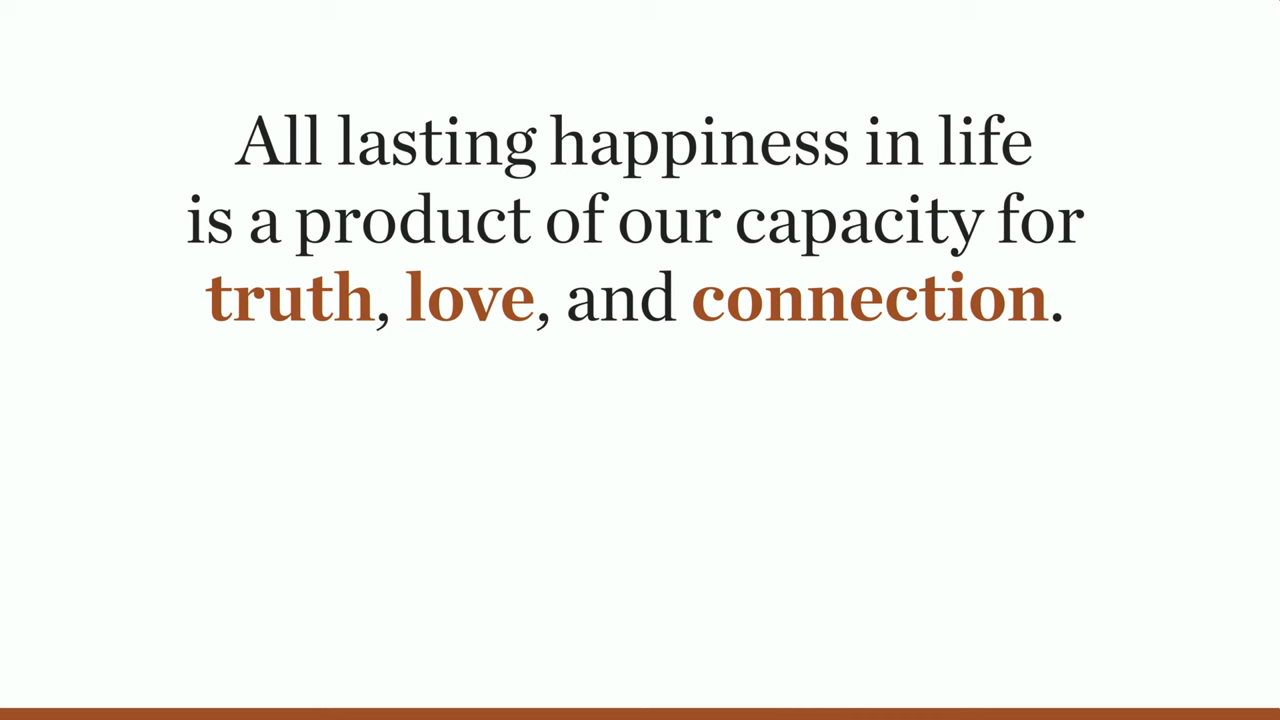 All lasting happiness in life
is a product of our capacity for
truth, love, and connection.